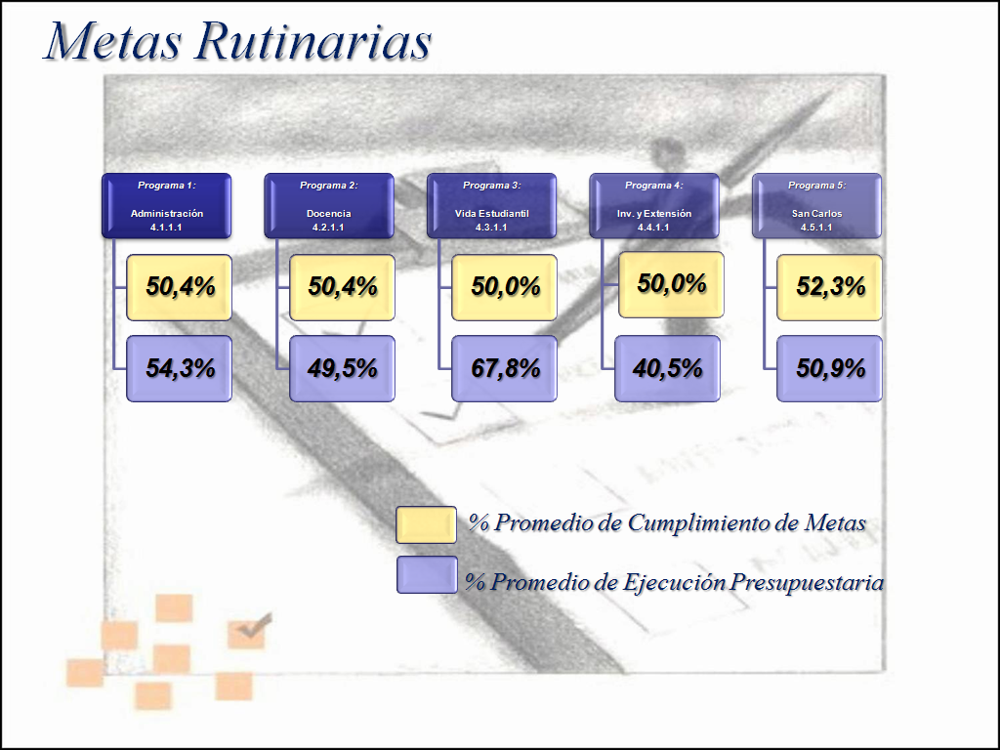 Metas Rutinarias
Programa 1:
Administración
4.1.1.1
50,4%
54,3%
Programa 2:
Docencia
4.2.1.1
50,4%
49,5%
Programa 3:
Vida Estudiantil
4.3.1.1
50,0%
67,8%
Programa 4:
Inv. y Extensión
4.4.1.1
50,0%
40,5%
Programa 5:
San Carlos
4.5.1.1
52,3%
50,9%
% Promedio de Cumplimiento de Metas
% Promedio de Ejecución Presupuestaria